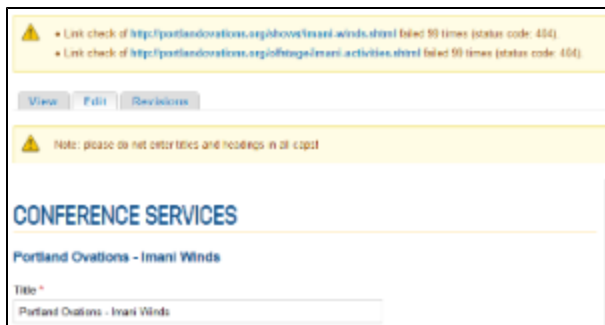 Link check of http://portlandovations.org/shows/imani-winds.shtml failed 99 times (status code: 404).
Link check of http://portlandovations.org/offstage/imani-activities.shtml failed 99 times (status code: 404).
View Edit Revisions
Note: please do not enter titles and headings in all caps!
CONFERENCE SERVICES
Portland Ovations - Imani Winds
Title *
Portland Ovations - Imani Winds